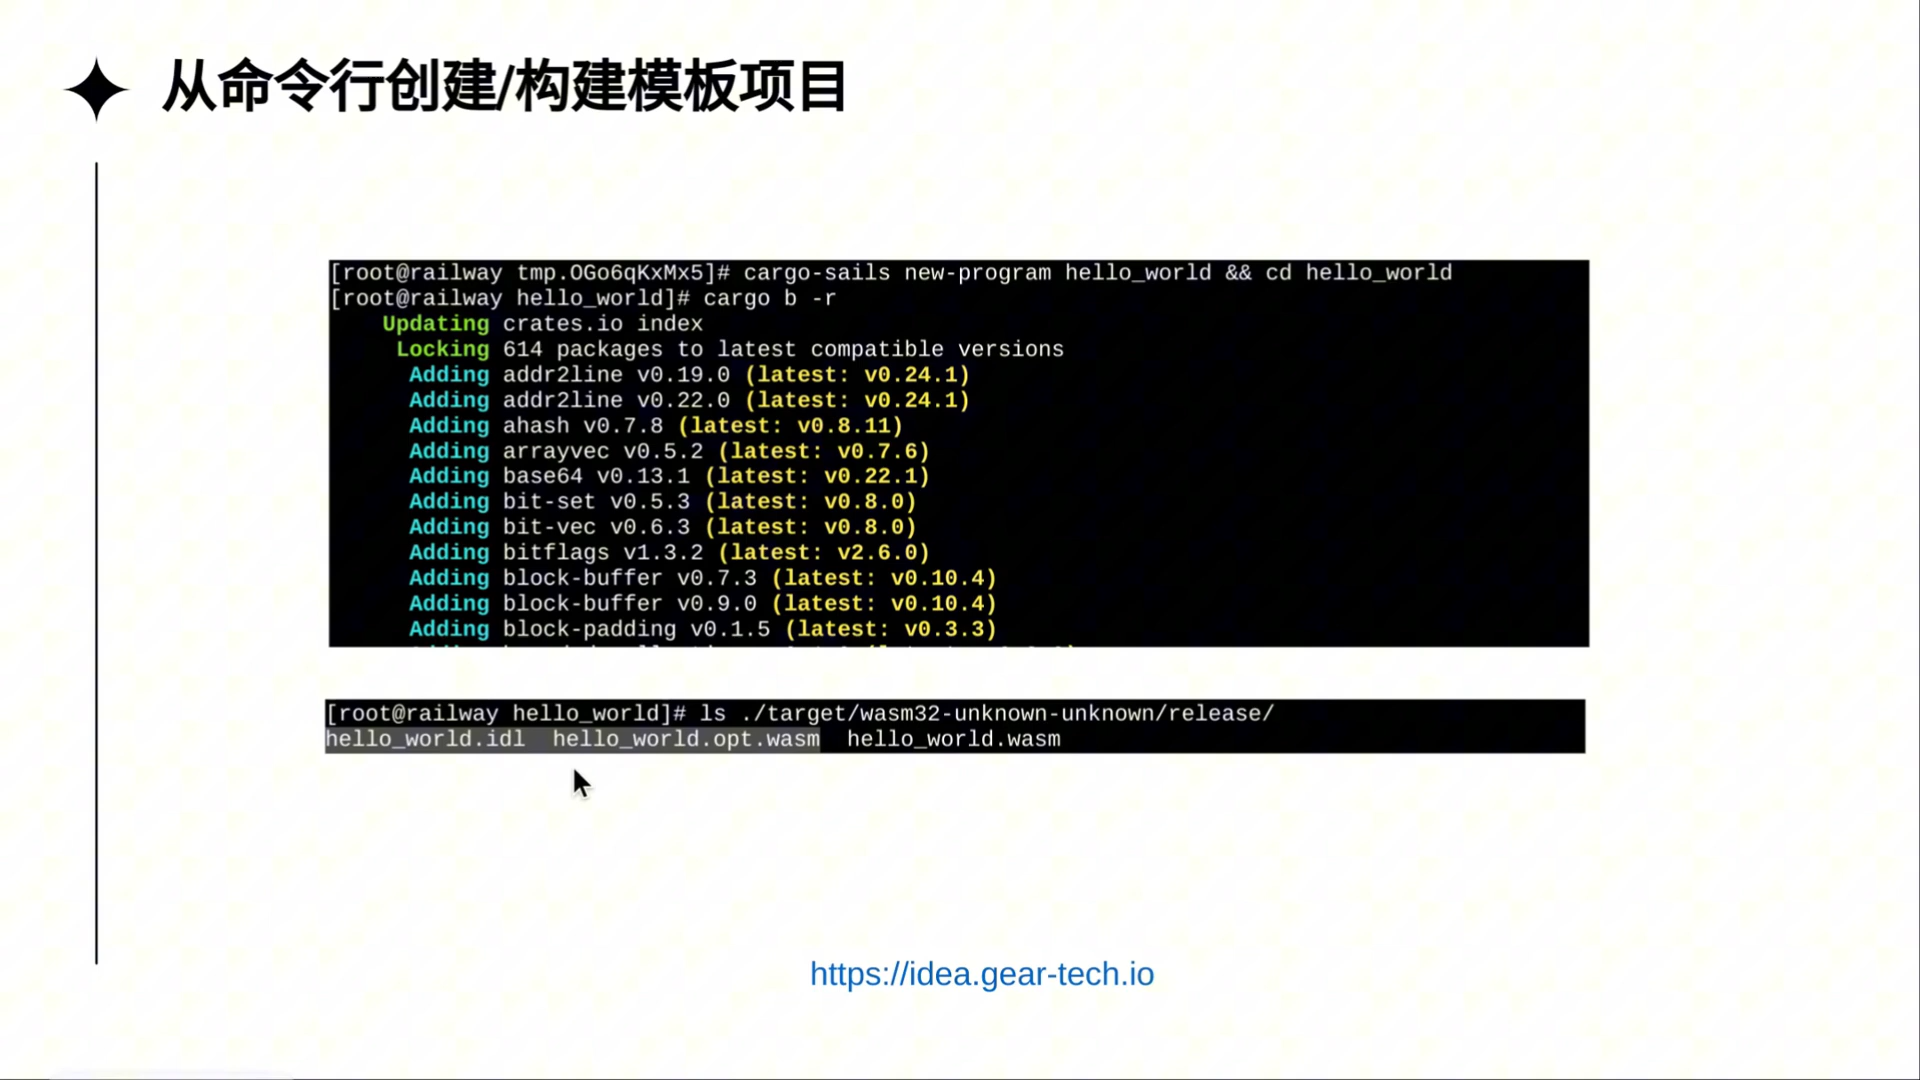 从命令行创建/构建模板项目
[root@railway tmp.OGo6qKxMx5]# cargo-sails new-program hello_world && cd hello_world
[root@railway hello_world]# cargo b -r
Updating crates.io index
Locking 614 packages to latest compatible versions
Adding addr2line v0.19.0 (latest: v0.24.1)
Adding addr2line v0.22.0 (latest: v0.24.1)
Adding ahash v0.7.8 (latest: v0.8.11)
Adding arrayvec v0.5.2 (latest: v0.7.6)
Adding base64 v0.13.1 (latest: v0.22.1)
Adding bit-set v0.5.3 (latest: v0.8.0)
Adding bit-vec v0.6.3 (latest: v0.8.0)
Adding bitflags v1.3.2 (latest: v2.6.0)
Adding block-buffer v0.7.3 (latest: v0.10.4)
Adding block-buffer v0.9.0 (latest: v0.10.4)
Adding block-padding v0.1.5 (latest: v0.3.3)
[root@railway hello_world]# ls ./target/wasm32-unknown-unknown/release/
hello_world.idl hello_world.opt.wasm hello_world.wasm
https://idea.gear-tech.io